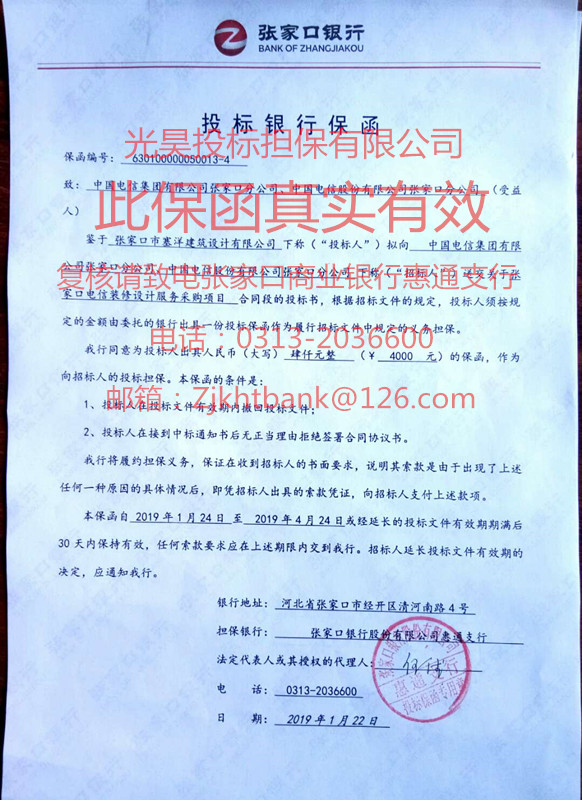 张家口银行
BANK OF ZHANGJIAKOU
投标银行保函
光昊投标担保有限公司
保函编号： 630100000050013-4
致：中国电信集团有限公司张家口分公司、中国电信股份有限公司张家口分公司（受益
人）
此保函真实有效
鉴于 张家口市塞洋建筑设计有限公司 下称（“投标人”）拟向 中国电信集团有限
公司张家口分公司、中国电信股份有限公司张家口分公司 下称（“招标人”）递交关于张
复核请致电张家口商业银行惠通支行
家口电信装修设计服务采购项目 合同段的投标书，根据招标文件的规定，投标人须按规
定的金额由委托的银行出具一份投标保函作为履行招标文件中规定的义务担保。
电话：0313-2036600
我行同意为投标人出具人民币（大写）肆仟元整（￥ 4000 元）的保函，作为
向招标人的投标担保。本保函的条件是：
邮箱：Zjkhtbank@126.com
1、投标人在投标文件有效期内撤回投标文件；
2、投标人在接到中标通知书后无正当理由拒绝签署合同协议书。
我行将履约担保义务，保证在收到招标人的书面要求，说明其索款是由于出现了上述
任何一种原因的具体情况后，即凭招标人出具的索款凭证，向招标人支付上述款项。
本保函自 2019年1月24日 至 2019年4月24日或经延长的投标文件有效期期满后
30天内保持有效，任何索款要求应在上述期限内交到我行。招标人延长投标文件有效期的
决定，应通知我行。
银行地址： 河北省张家口市经开区清河南路4号
担保银行： 张家口银行股份有限公司惠通支行
法定代表人或其授权的代理人：
电 话： 0313-2036600
日 期： 2019年1月22日
张家口银行股份有限公司
惠通支行
投标保函专用章